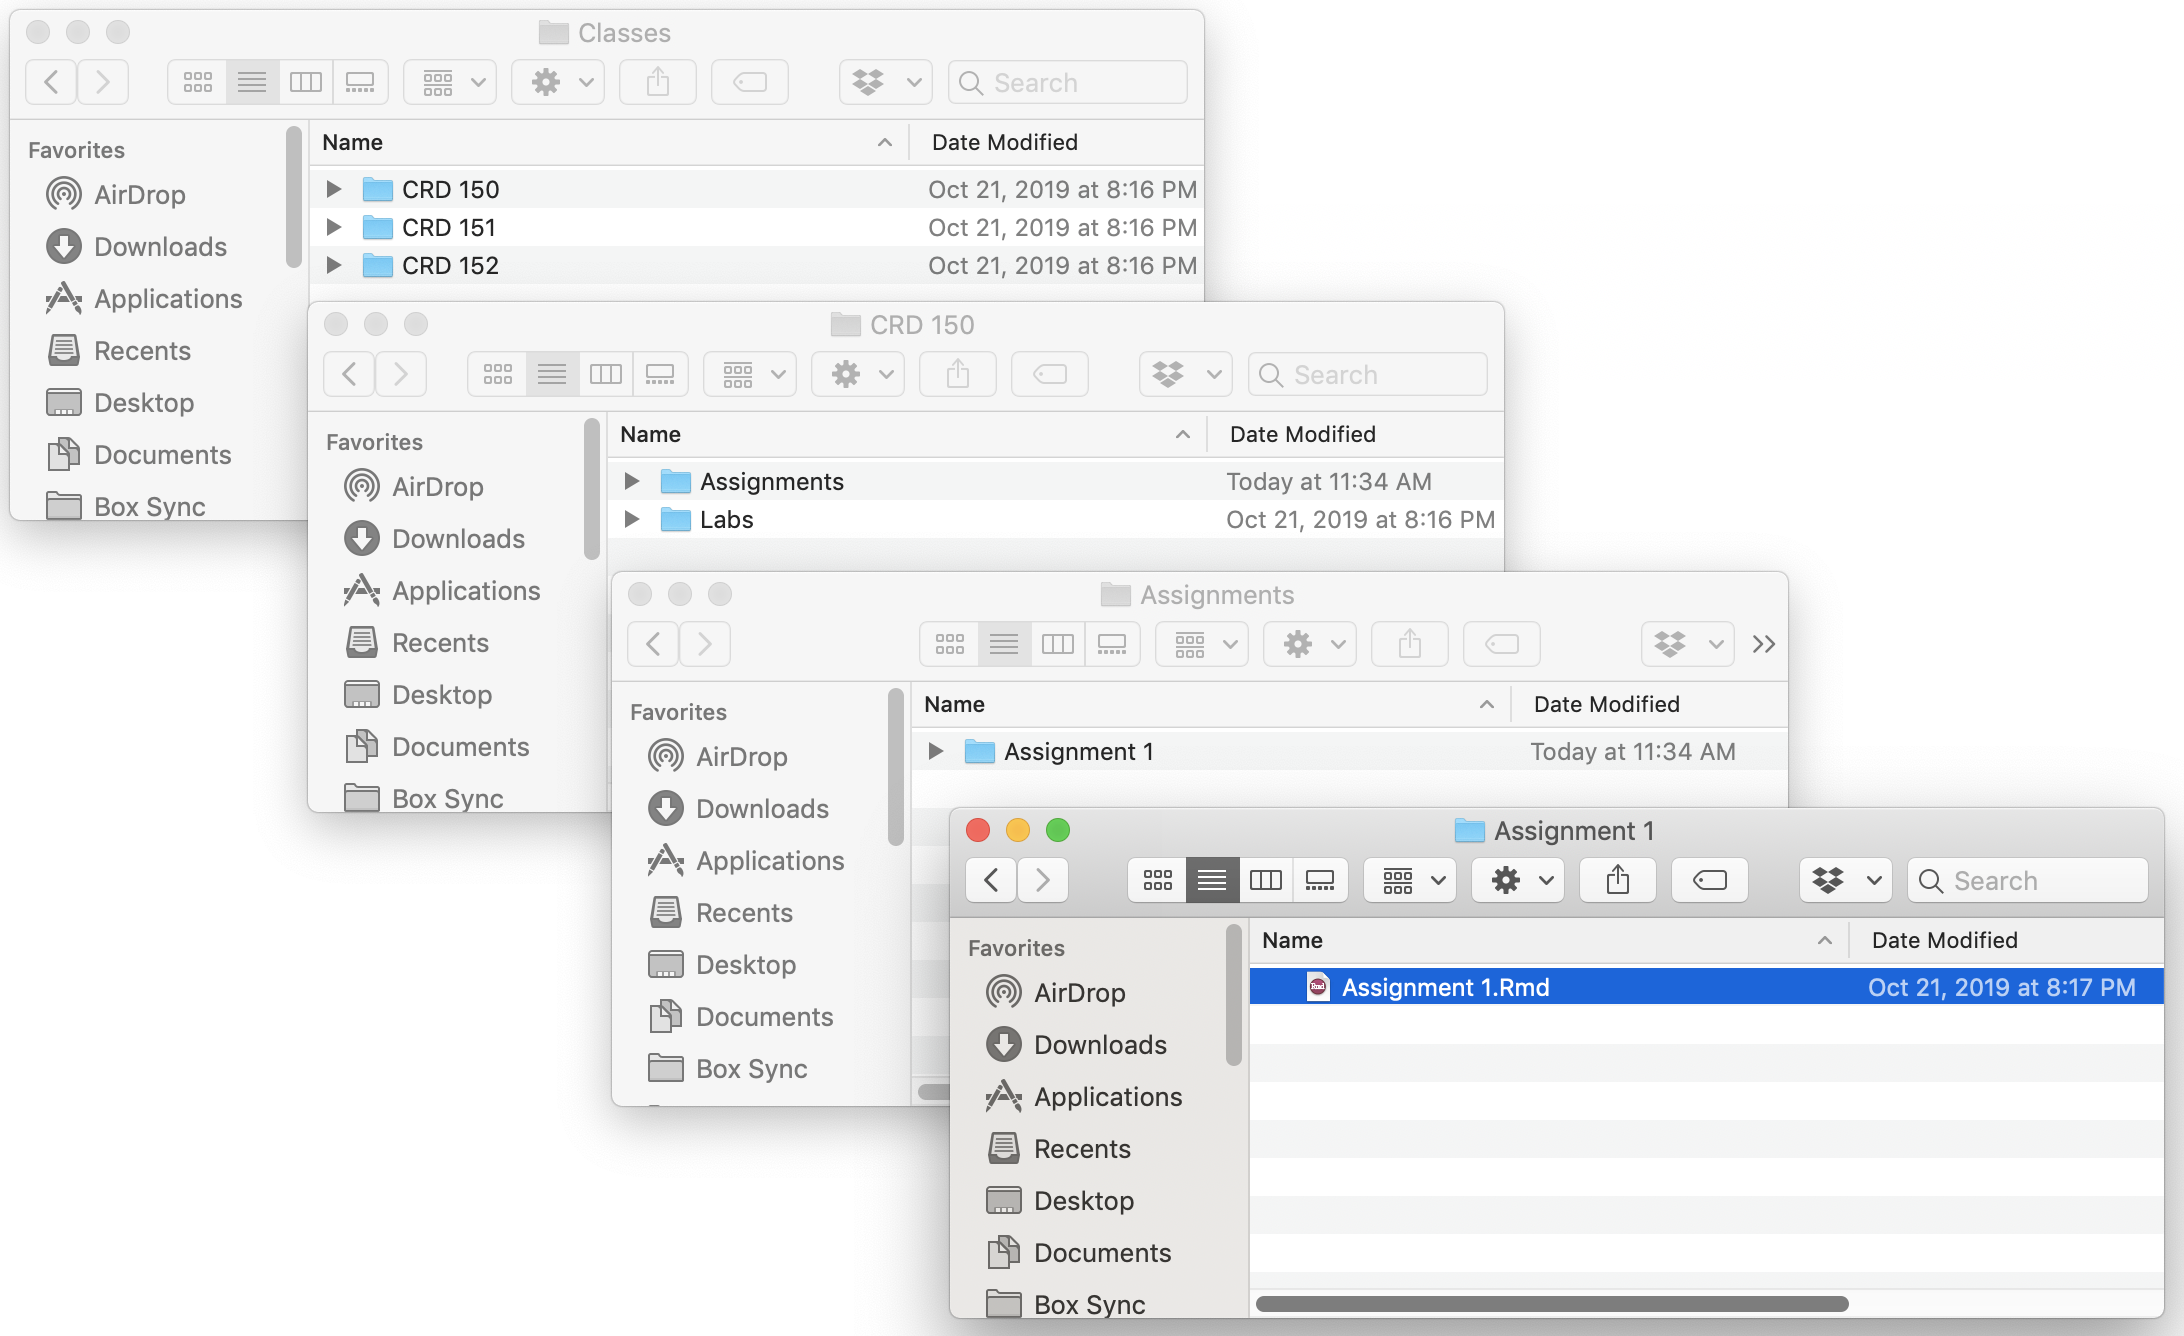 Classes
Search
Favorites
AirDrop
Downloads
Applications
Recents
Desktop
Documents
Box Sync
Name Date Modified
CRD 150 Oct 21, 2019 at 8:16 PM
CRD 151 Oct 21, 2019 at 8:16 PM
CRD 152 Oct 21, 2019 at 8:16 PM
CRD 150
Search
Favorites
AirDrop
Downloads
Applications
Recents
Desktop
Documents
Box Sync
Name Date Modified
Assignments Today at 11:34 AM
Labs Oct 21, 2019 at 8:16 PM
Assignments
Favorites
AirDrop
Downloads
Applications
Recents
Desktop
Documents
Box Sync
Name Date Modified
Assignment 1 Today at 11:34 AM
Assignment 1
Search
Favorites
AirDrop
Downloads
Applications
Recents
Desktop
Documents
Box Sync
Name Date Modified
Rmd Assignment 1.Rmd Oct 21, 2019 at 8:17 PM